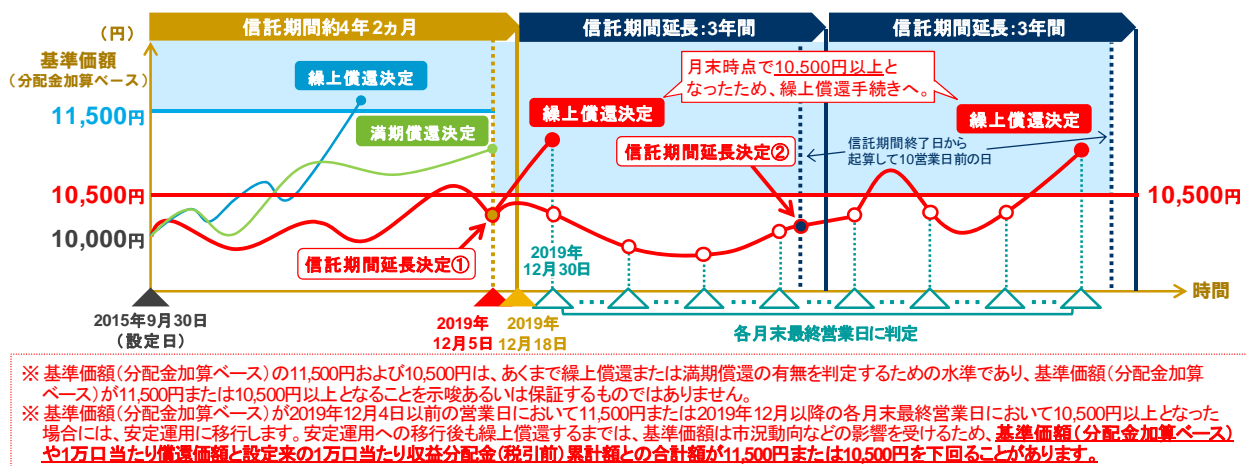 信託期間約4年2ヵ月
信託期間延長:3年間
信託期間延長:3年間
(円)
基準価額
(分配金加算ベース)
繰上償還決定
月末時点で10,500円以上と
なったため、繰上償還手続きへ。
11,500円
満期償還決定
繰上償還決定
繰上償還決定
信託期間延長決定②
信託期間終了日から
起算して10営業日前の日
10,500円
10,500円
10,000円
信託期間延長決定①
2019年
12月30日
時間
2015年9月30日
(設定日)
2019年
12月5日
2019年
12月18日
各月末最終営業日に判定
※ 基準価額(分配金加算ベース)の11,500円および10,500円は、あくまで繰上償還または満期償還の有無を判定するための水準であり、基準価額(分配金加算
ベース)が11,500円または10,500円以上となることを示唆あるいは保証するものではありません。
※ 基準価額(分配金加算ベース)が2019年12月4日以前の営業日において11,500円または2019年12月以降の各月末最終営業日において10,500円以上となった
場合には、安定運用に移行します。安定運用への移行後も繰上償還するまでは、基準価額は市況動向などの影響を受けるため、基準価額(分配金加算ベース)
や1万口当たり償還価額と設定来の1万口当たり収益分配金(税引前)累計額との合計額が11,500円または10,500円を下回ることがあります。